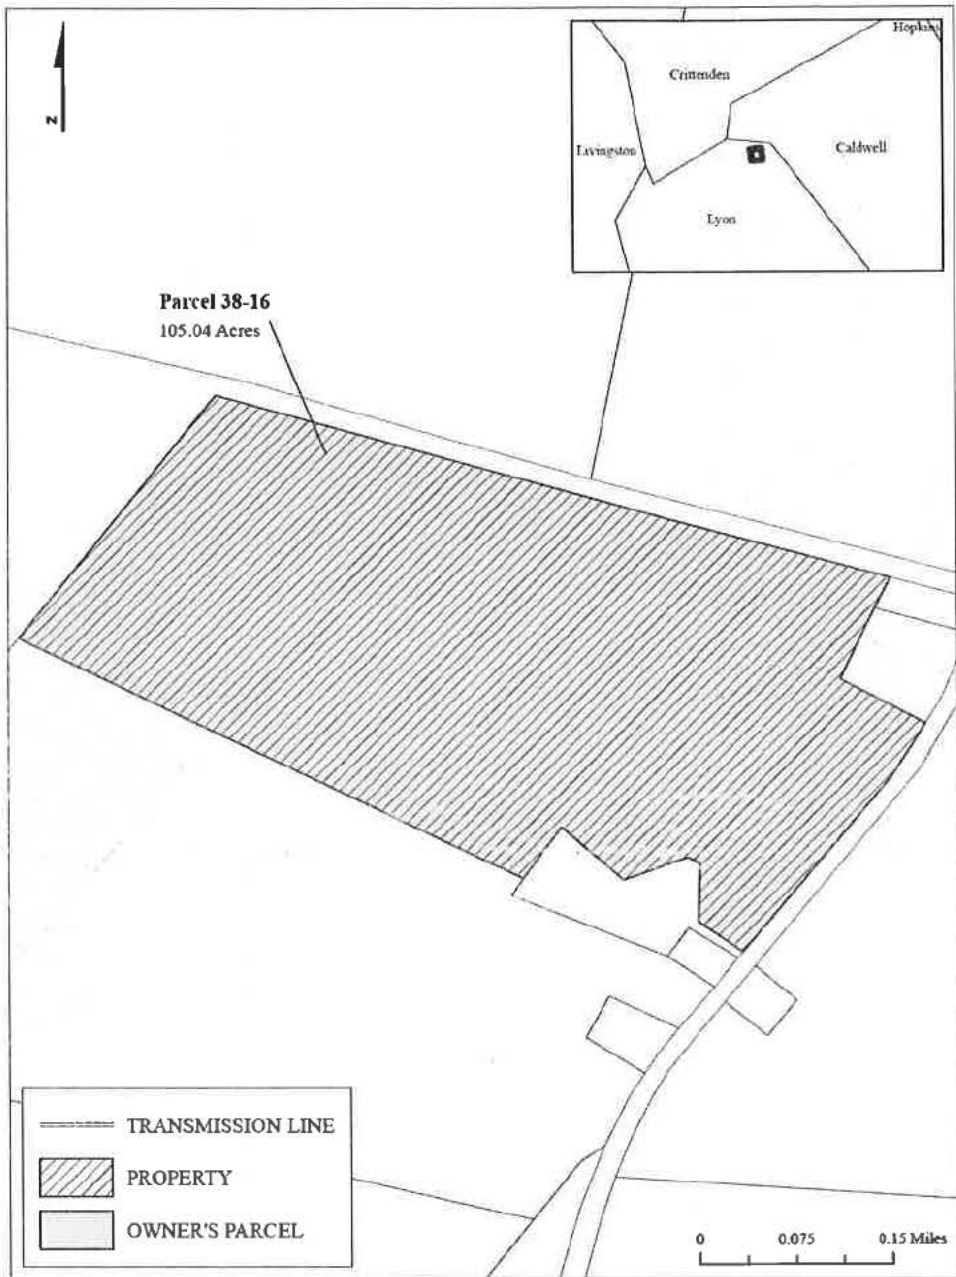 N
Hopkins
Crittenden
Livingston
Caldwell
Lyon
Parcel 38-16
105.04 Acres
TRANSMISSION LINE
PROPERTY
OWNER'S PARCEL
0 0.075 0.15 Miles